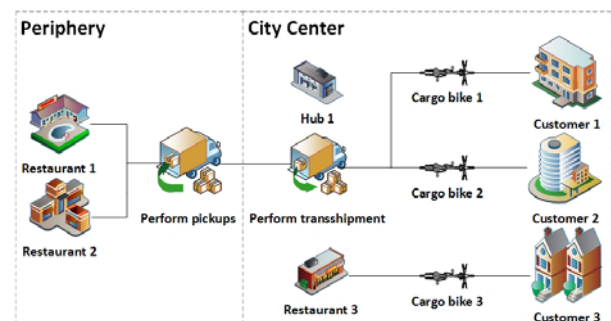 Periphery
City Center
Hub 1
Cargo bike 1
Customer 1
Restaurant 1
Perform pickups
Perform transshipment
Cargo bike 2
Customer 2
Restaurant 2
Restaurant 3
Cargo bike 3
Customer 3